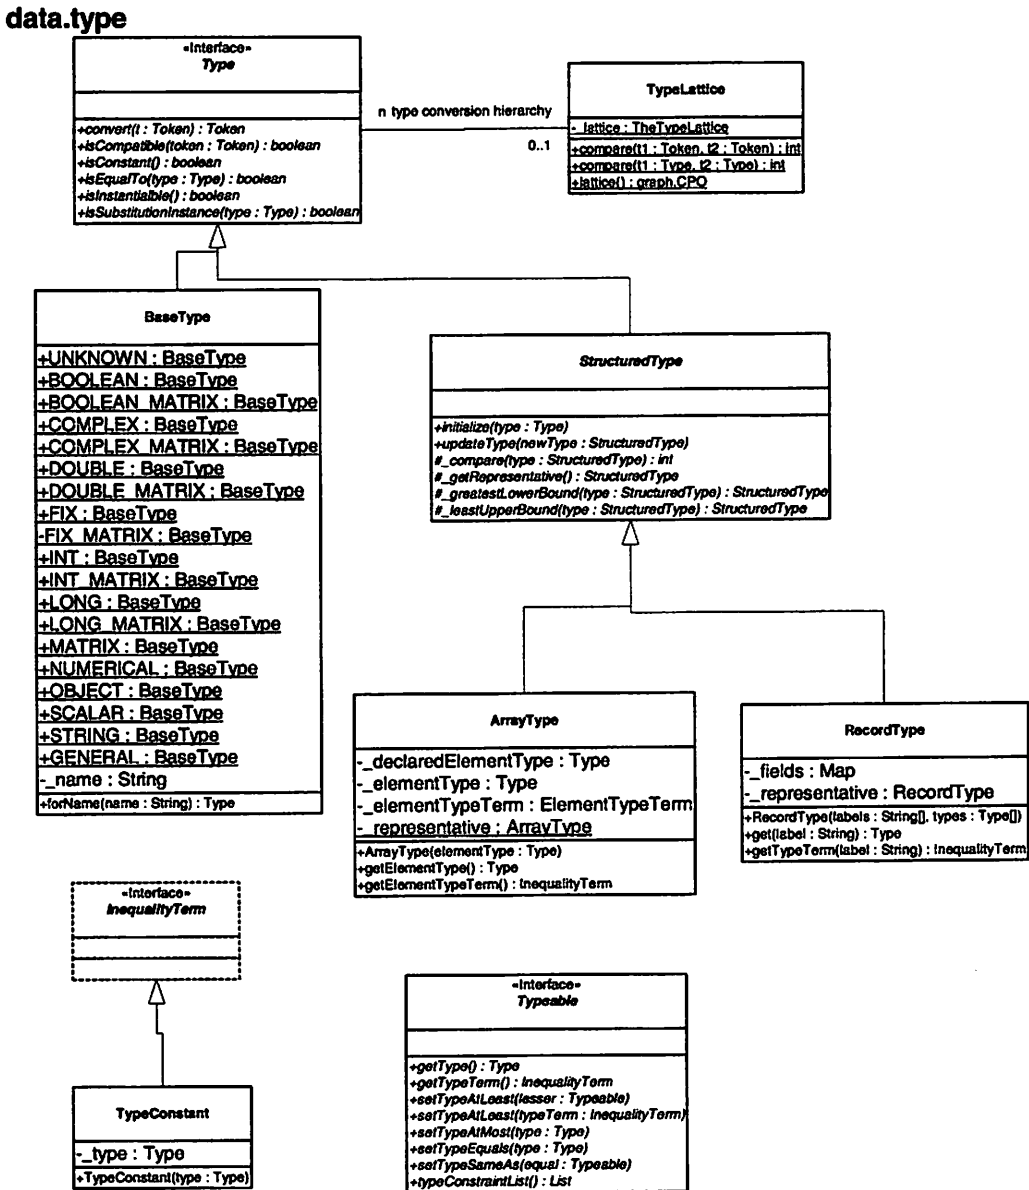 data.type
«Interface»
Type
+convert(t : Token) : Token
+isCompatible(token : Token) : boolean
+isConstant() : boolean
+isEqualTo(type : Type) : boolean
+isInstantialble() : boolean
+isSubstitutionInstance(type : Type) : boolean
n type conversion hierarchy
0..1
TypeLattice
-_lattice : TheTypeLattice
+compare(t1 : Token, t2 : Token) : int
+compare(t1 : Type, t2 : Type) : int
+lattice() : graph.CPO
BaseType
+UNKNOWN : BaseType
+BOOLEAN : BaseType
+BOOLEAN_MATRIX : BaseType
+COMPLEX : BaseType
+COMPLEX_MATRIX : BaseType
+DOUBLE : BaseType
+DOUBLE_MATRIX : BaseType
+FIX : BaseType
-FIX_MATRIX : BaseType
+INT : BaseType
+INT_MATRIX : BaseType
+LONG : BaseType
+LONG_MATRIX : BaseType
+MATRIX : BaseType
+NUMERICAL : BaseType
+OBJECT : BaseType
+SCALAR : BaseType
+STRING : BaseType
+GENERAL : BaseType
-_name : String
+forName(name : String) : Type
StructuredType
+initialize(type : Type)
+updateType(newType : StructuredType)
#_compare(type : StructuredType) : int
#_getRepresentative() : StructuredType
#_greatestLowerBound(type : StructuredType) : StructuredType
#_leastUpperBound(type : StructuredType) : StructuredType
ArrayType
-_declaredElementType : Type
-_elementType : Type
-_elementTypeTerm : ElementTypeTerm
-_representative : ArrayType
+ArrayType(elementType : Type)
+getElementType() : Type
+getElementTypeTerm() : InequalityTerm
RecordType
-_fields : Map
-_representative : RecordType
+RecordType(labels : String[], types : Type[])
+get(label : String) : Type
+getTypeTerm(label : String) : InequalityTerm
«Interface»
InequalityTerm
TypeConstant
-_type : Type
+TypeConstant(type : Type)
«Interface»
Typeable
+getType() : Type
+getTypeTerm() : InequalityTerm
+setTypeAtLeast(lesser : Typeable)
+setTypeAtLeast(typeTerm : InequalityTerm)
+setTypeAtMost(type : Type)
+setTypeEquals(type : Type)
+setTypeSameAs(equal : Typeable)
+typeConstraintList() : List